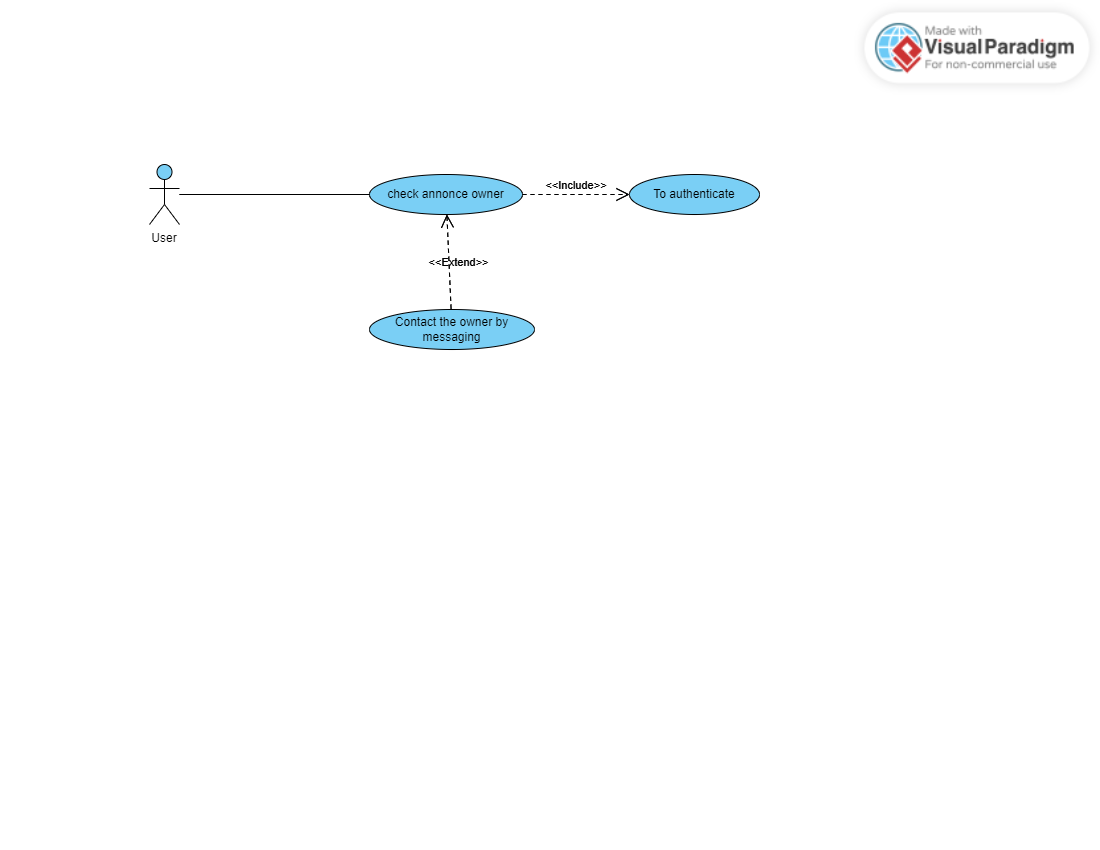 Made with
Visual Paradigm
For non-commercial use
check annonce owner
<<Include>>
To authenticate
User
<<Extend>>
Contact the owner by
messaging